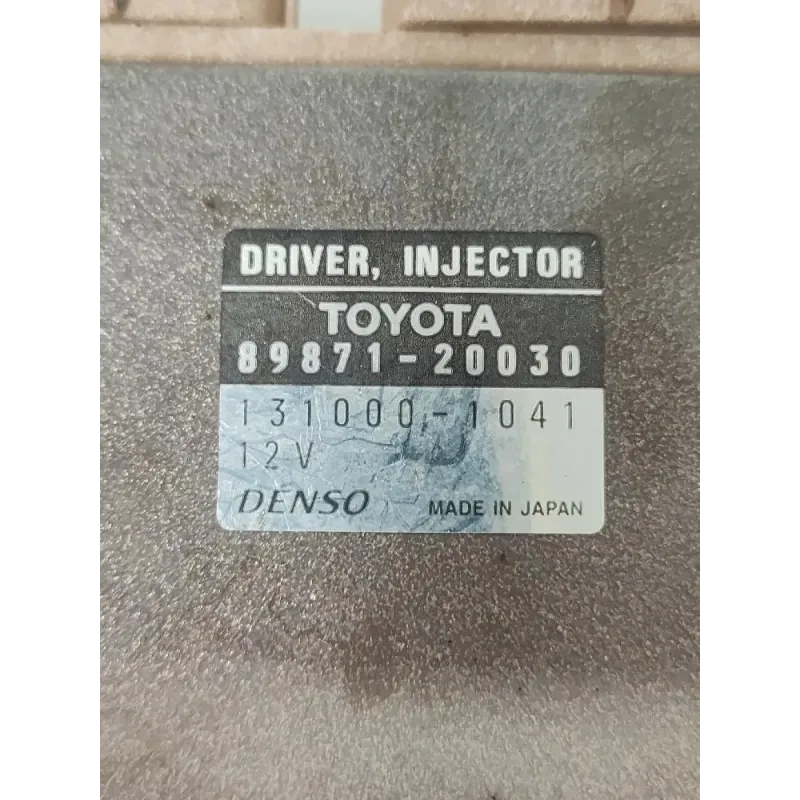 DRIVER, INJECTOR
TOYOTA
89871-20030
131000-1041
12V
DENSO MADE IN JAPAN